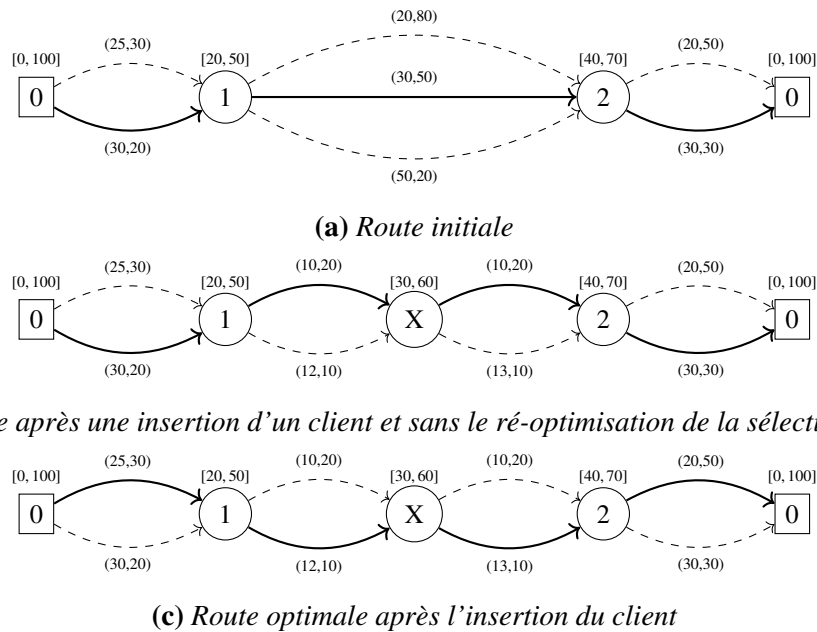 (20,80)
[0, 100] (25,30) [20, 50] [40, 70] (20,50) [0, 100]
(30,50)
0 1 2 0
(30,20) (30,30)
(50,20)
(a) Route initiale
[0, 100] (25,30) [20, 50] (10,20) [30, 60] (10,20) [40, 70] (20,50) [0, 100]
0 1 X 2 0
(30,20) (12,10) (13,10) (30,30)
e après une insertion d'un client et sans le ré-optimisation de la sélecti
[0, 100] (25,30) [20, 50] (10,20) [30, 60] (10,20) [40, 70] (20,50) [0, 100]
0 1 X 2 0
(30,20) (12,10) (13,10) (30,30)
(c) Route optimale après l'insertion du client